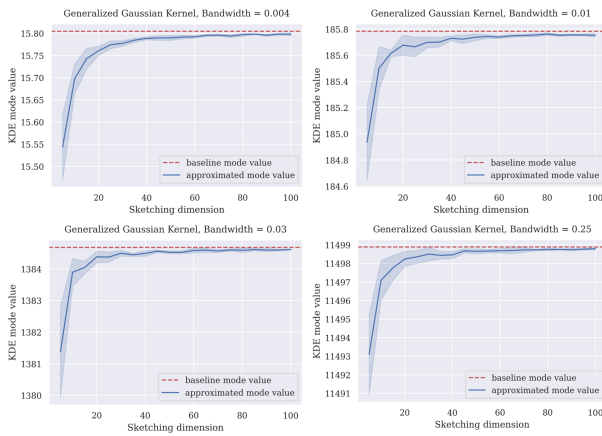 Generalized Gaussian Kernel, Bandwidth = 0.004
15.80
15.75
15.70
15.65
15.60
15.55
15.50
KDE mode value
20 40 60 80 100
Sketching dimension
baseline mode value
approximated mode value
Generalized Gaussian Kernel, Bandwidth = 0.01
185.8
185.6
185.4
185.2
185.0
184.8
184.6
KDE mode value
20 40 60 80 100
Sketching dimension
baseline mode value
approximated mode value
Generalized Gaussian Kernel, Bandwidth = 0.03
1384
1383
1382
1381
1380
KDE mode value
20 40 60 80 100
Sketching dimension
baseline mode value
approximated mode value
Generalized Gaussian Kernel, Bandwidth = 0.25
11499
11498
11497
11496
11495
11494
11493
11492
11491
KDE mode value
20 40 60 80 100
Sketching dimension
baseline mode value
approximated mode value